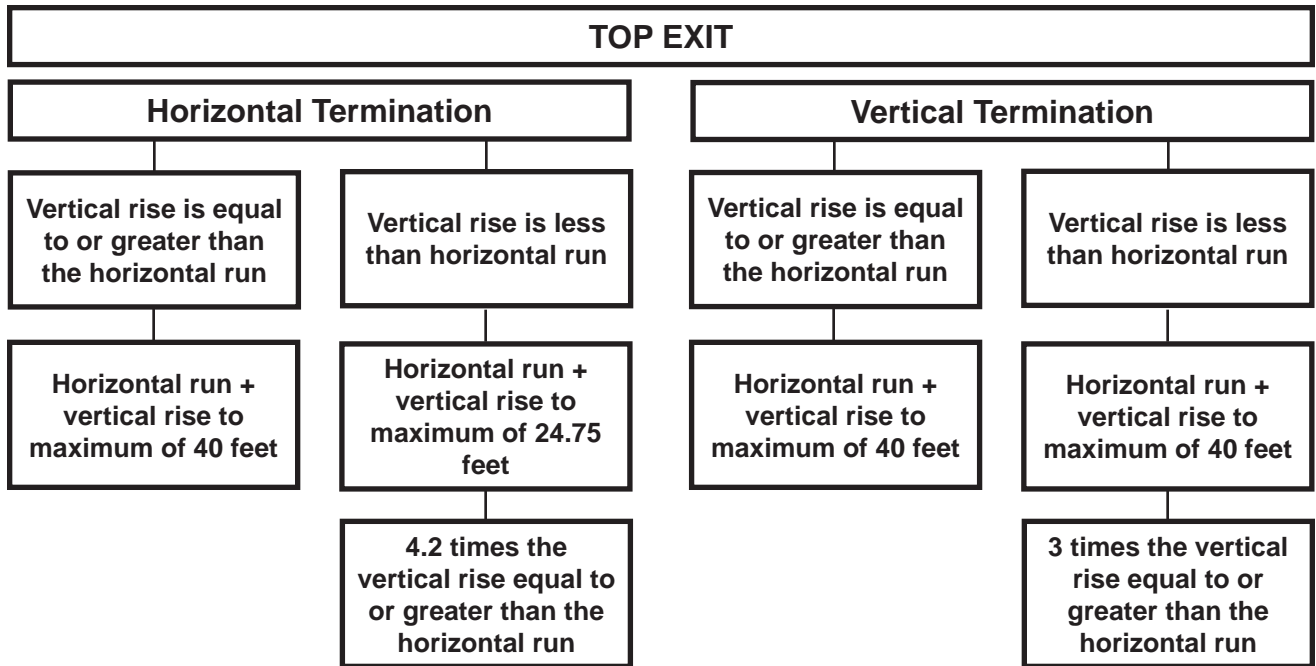 TOP EXIT
Horizontal Termination
Vertical rise is equal
to or greater than
the horizontal run
Horizontal run +
vertical rise to
maximum of 40 feet
Vertical rise is less
than horizontal run
Horizontal run +
vertical rise to
maximum of 24.75
feet
4.2 times the
vertical rise equal to
or greater than the
horizontal run
Vertical Termination
Vertical rise is equal
to or greater than
the horizontal run
Horizontal run +
vertical rise to
maximum of 40 feet
Vertical rise is less
than horizontal run
Horizontal run +
vertical rise to
maximum of 40 feet
3 times the vertical
rise equal to or
greater than the
horizontal run